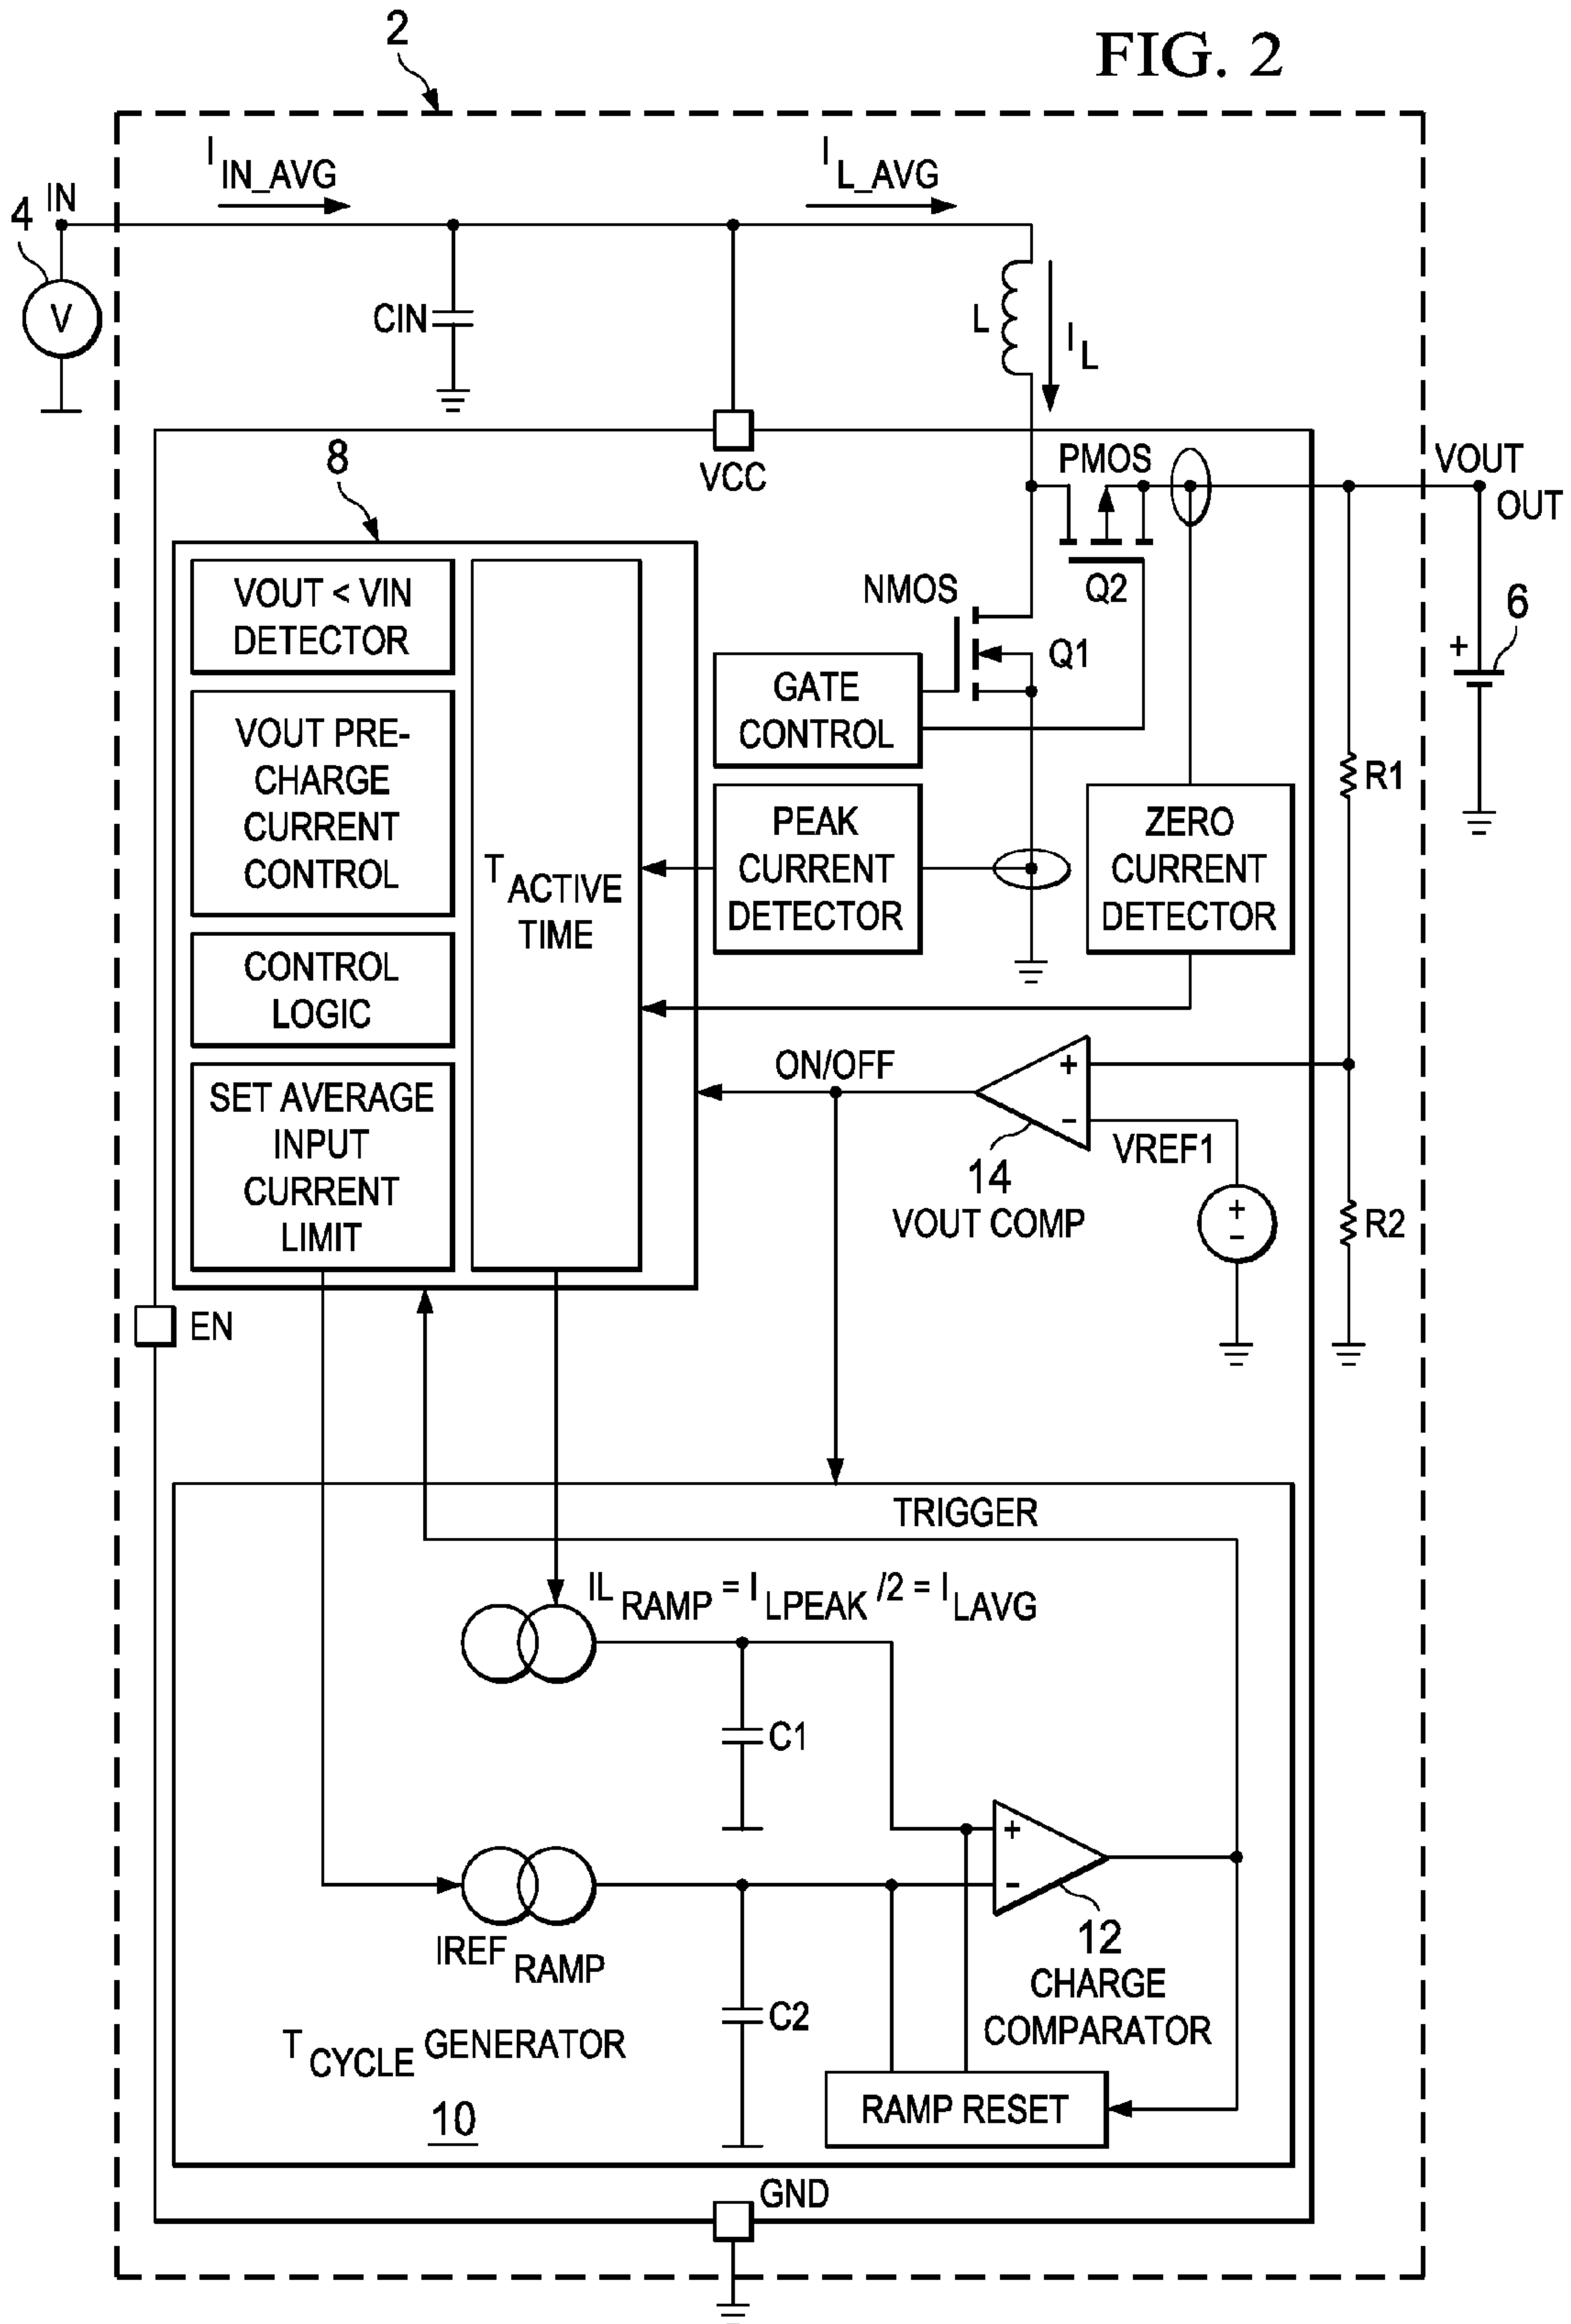 FIG. 2
2
I IN_AVG
I L_AVG
4
IN
V
CIN
L
I L
VCC
8
PMOS
VOUT
OUT
VOUT < VIN
DETECTOR
NMOS
Q2
Q1
6
+
VOUT PRE-
CHARGE
CURRENT
CONTROL
GATE
CONTROL
R1
T ACTIVE
TIME
PEAK
CURRENT
DETECTOR
ZERO
CURRENT
DETECTOR
CONTROL
LOGIC
ON/OFF
+
-
SET AVERAGE
INPUT
CURRENT
LIMIT
14
VOUT COMP
VREF1
+
-
R2
EN
TRIGGER
IL RAMP = I LPEAK /2 = I LAVG
C1
+
-
IREF RAMP
12
CHARGE
COMPARATOR
C2
T CYCLE GENERATOR
10
RAMP RESET
GND